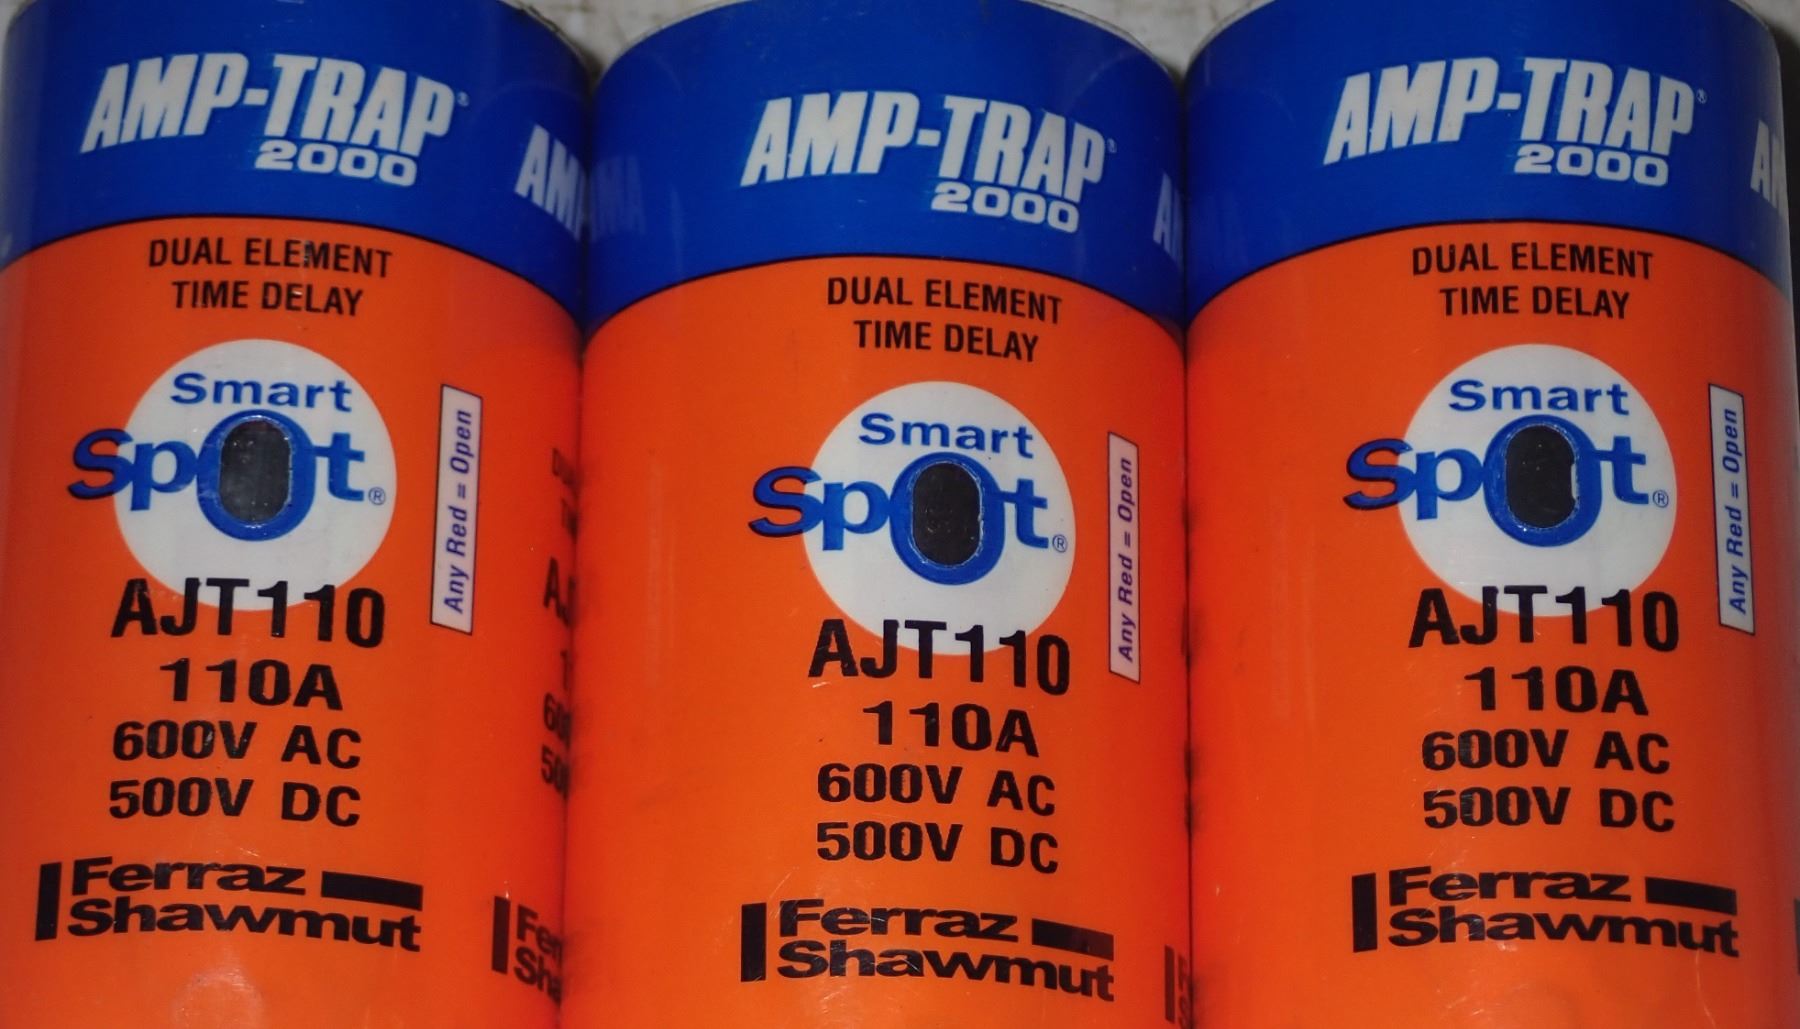 AMP-TRAP®
2000
DUAL ELEMENT
TIME DELAY
Smart
Spot®
Any Red = Open
AJT110
110A
600V AC
500V DC
Ferraz
Shawmut
AMP-TRAP®
2000
DUAL ELEMENT
TIME DELAY
Smart
Spot®
Any Red = Open
AJT110
110A
600V AC
500V DC
Ferraz
Shawmut
AMP-TRAP®
2000
DUAL ELEMENT
TIME DELAY
Smart
Spot®
Any Red = Open
AJT110
110A
600V AC
500V DC
Ferraz
Shawmut